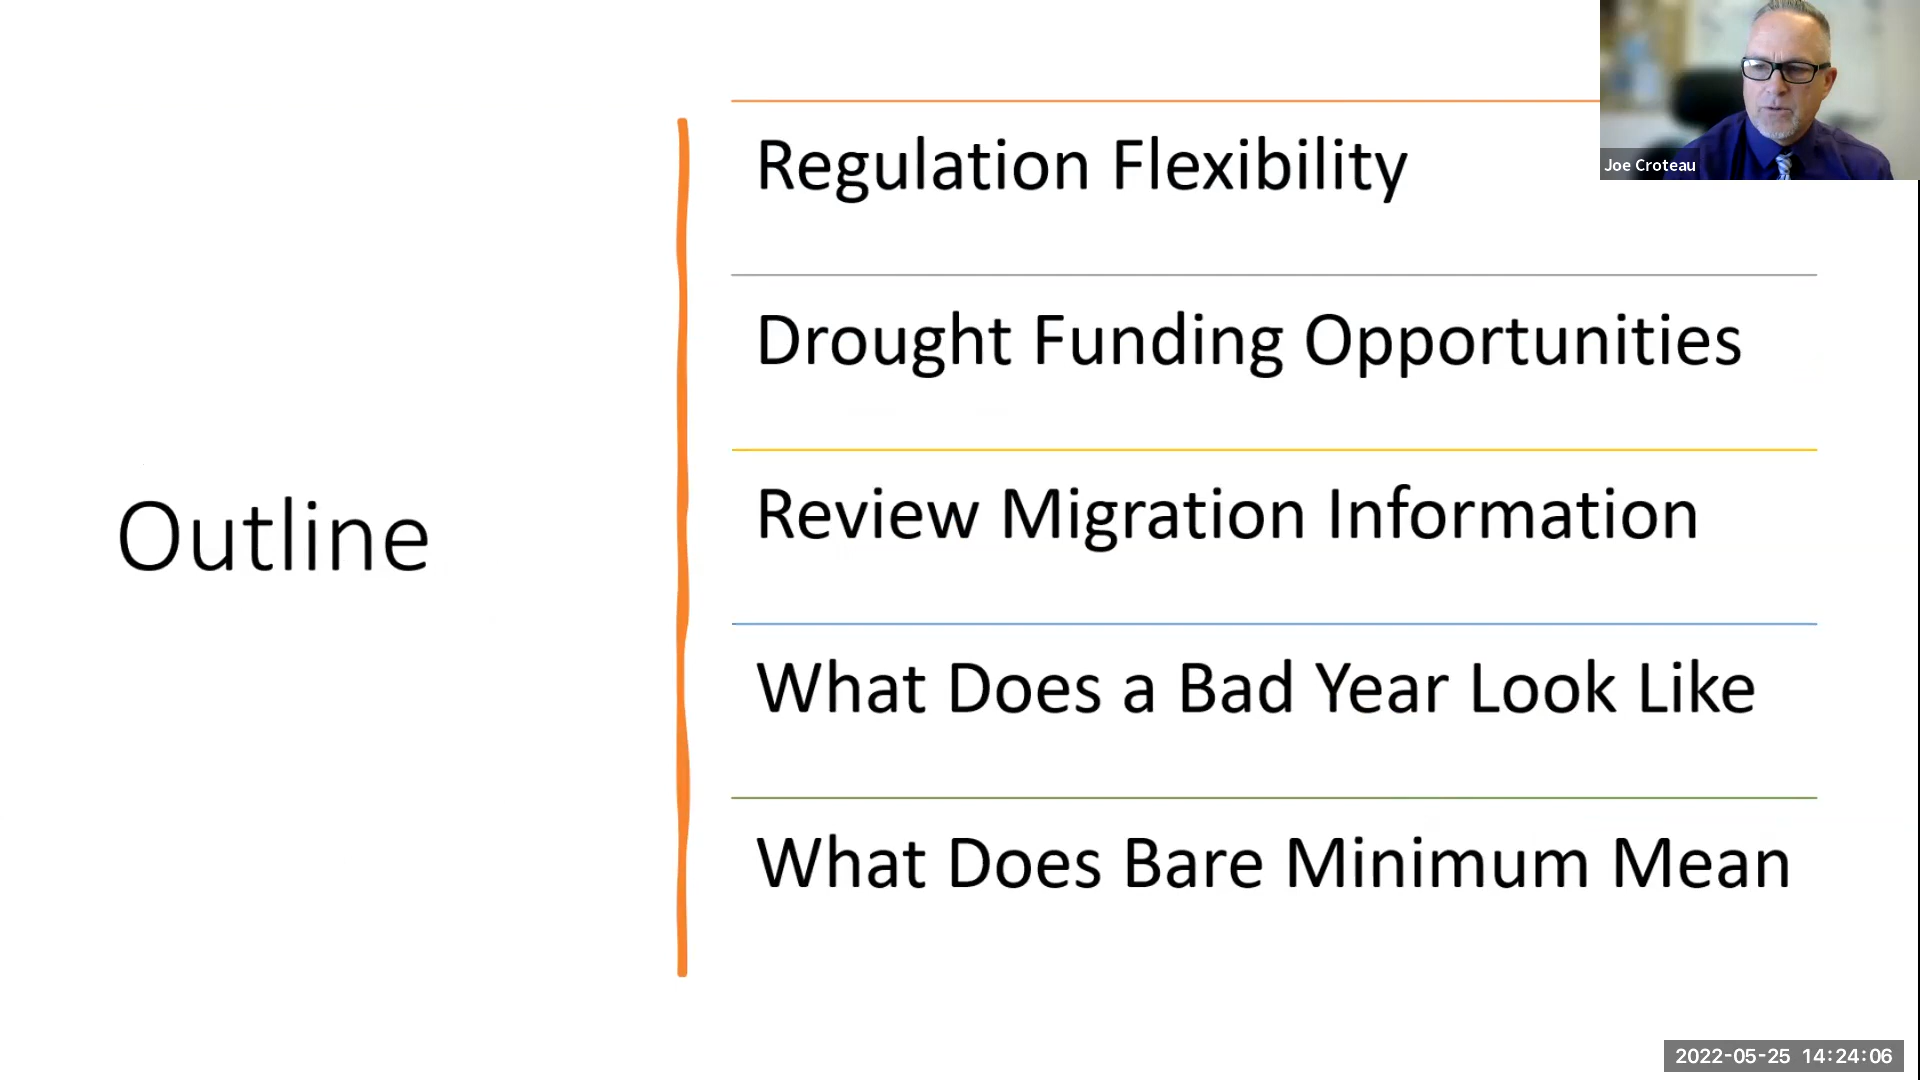 Joe Croteau
Outline
Regulation Flexibility
Drought Funding Opportunities
Review Migration Information
What Does a Bad Year Look Like
What Does Bare Minimum Mean
2022-05-25 14:24:06